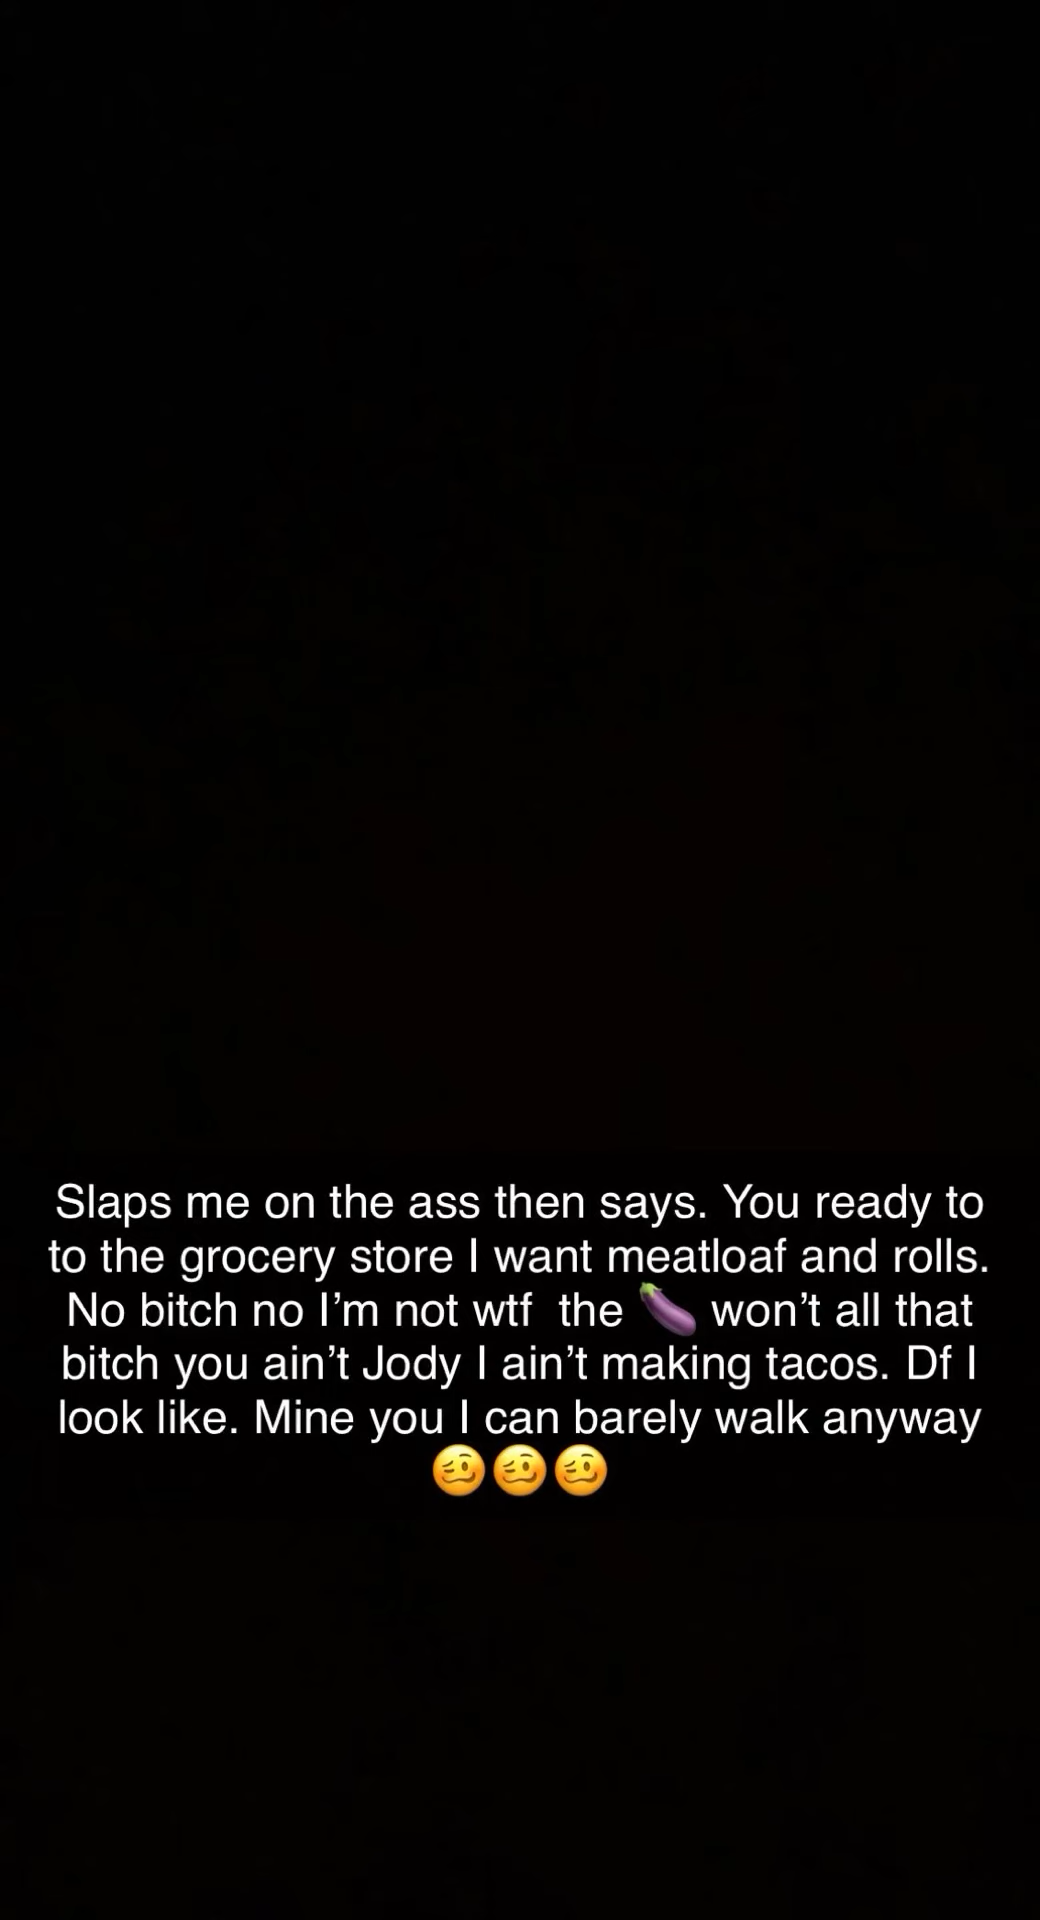 Slaps me on the ass then says. You ready to
to the grocery store I want meatloaf and rolls.
No bitch no I’m not wtf  the 🍆 won’t all that
bitch you ain’t Jody I ain’t making tacos. Df I
look like. Mine you I can barely walk anyway
🥴🥴🥴